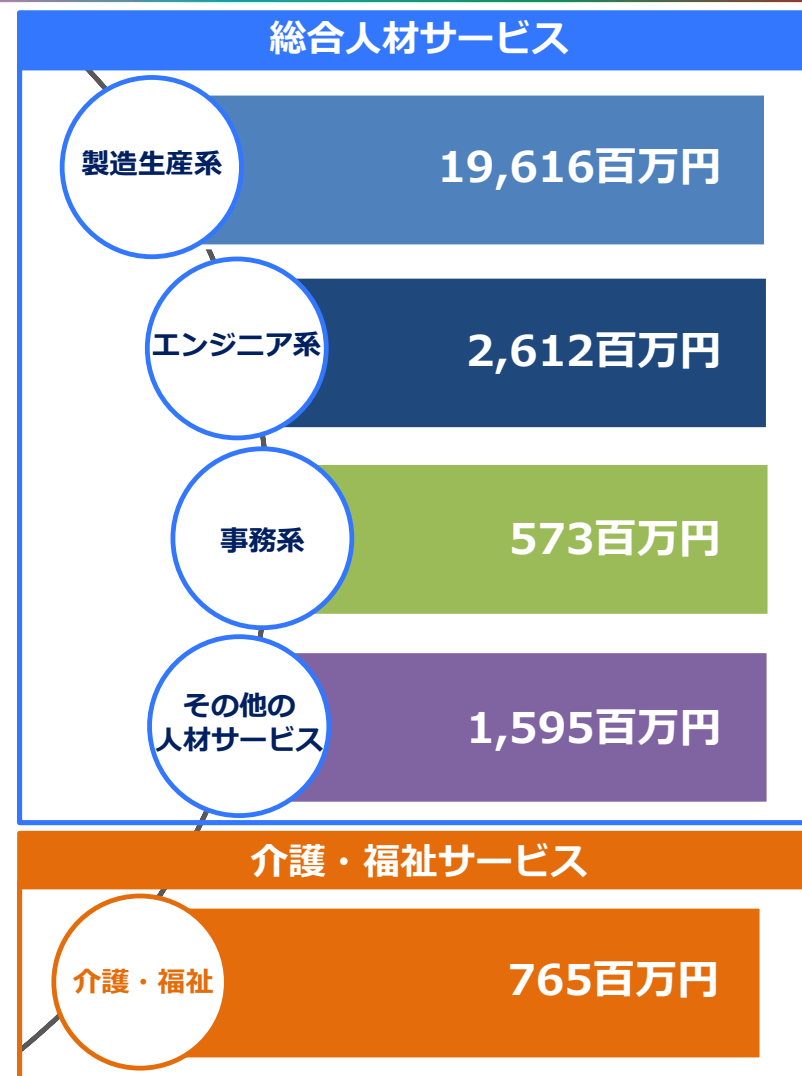 総合人材サービス
製造生産系
19,616百万円
エンジニア系
2,612百万円
事務系
573百万円
その他の
人材サービス
1,595百万円
介護・福祉サービス
介護・福祉
765百万円